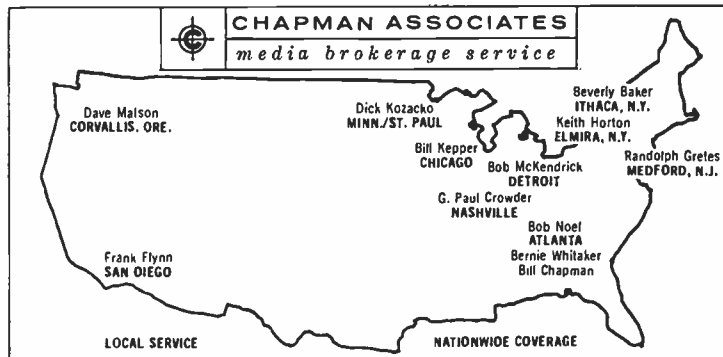 CHAPMAN ASSOCIATES
media brokerage service
Dave Malson
CORVALLIS, ORE.
Dick Kozacko
MINN./ST. PAUL
Beverly Baker
ITHACA, N.Y.
Keith Horton
ELMIRA, N.Y.
Bill Kepper
CHICAGO
Bob McKendrick
DETROIT
Randolph Gretes
MEDFORD, N.J.
G. Paul Crowder
NASHVILLE
Bob Noel
ATLANTA
Bernie Whitaker
Bill Chapman
Frank Flynn
SAN DIEGO
LOCAL SERVICE
NATIONWIDE COVERAGE